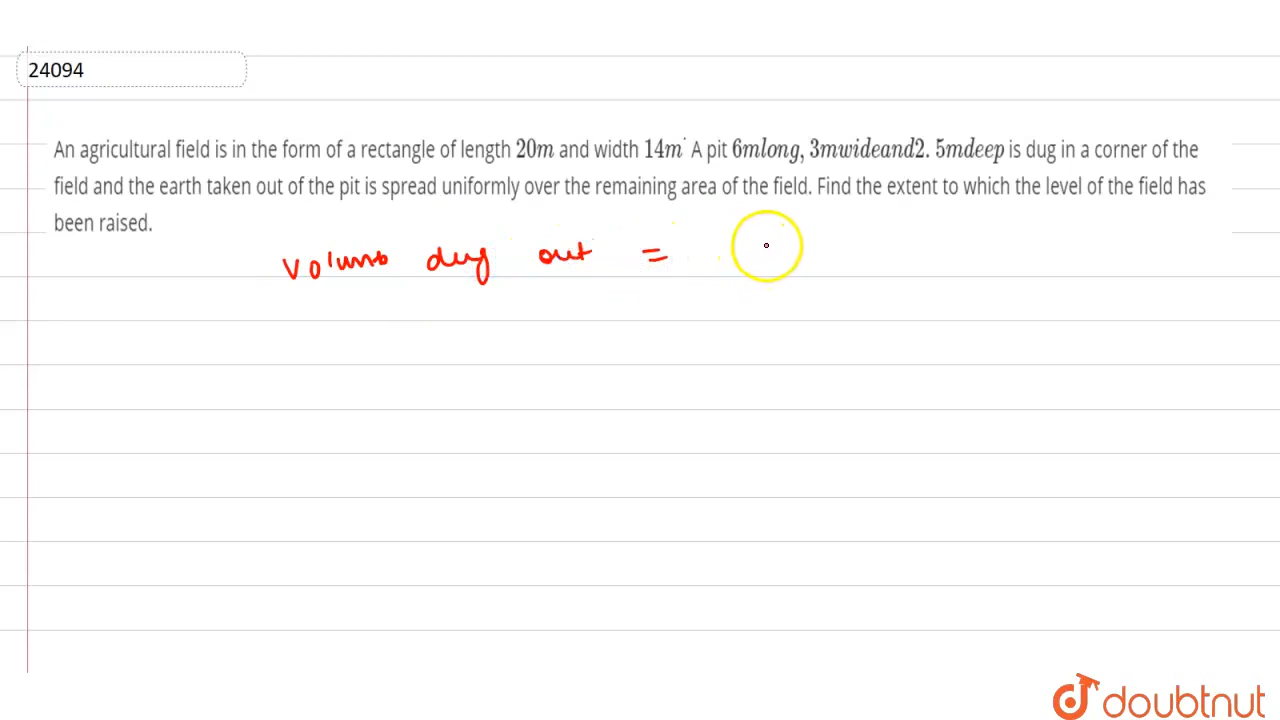 24094
An agricultural field is in the form of a rectangle of length 20m and width 14m˙ A pit 6mlong, 3mwideand2. 5mdeep is dug in a corner of the
field and the earth taken out of the pit is spread uniformly over the remaining area of the field. Find the extent to which the level of the field has
been raised.
volume dug out =
doubtnut